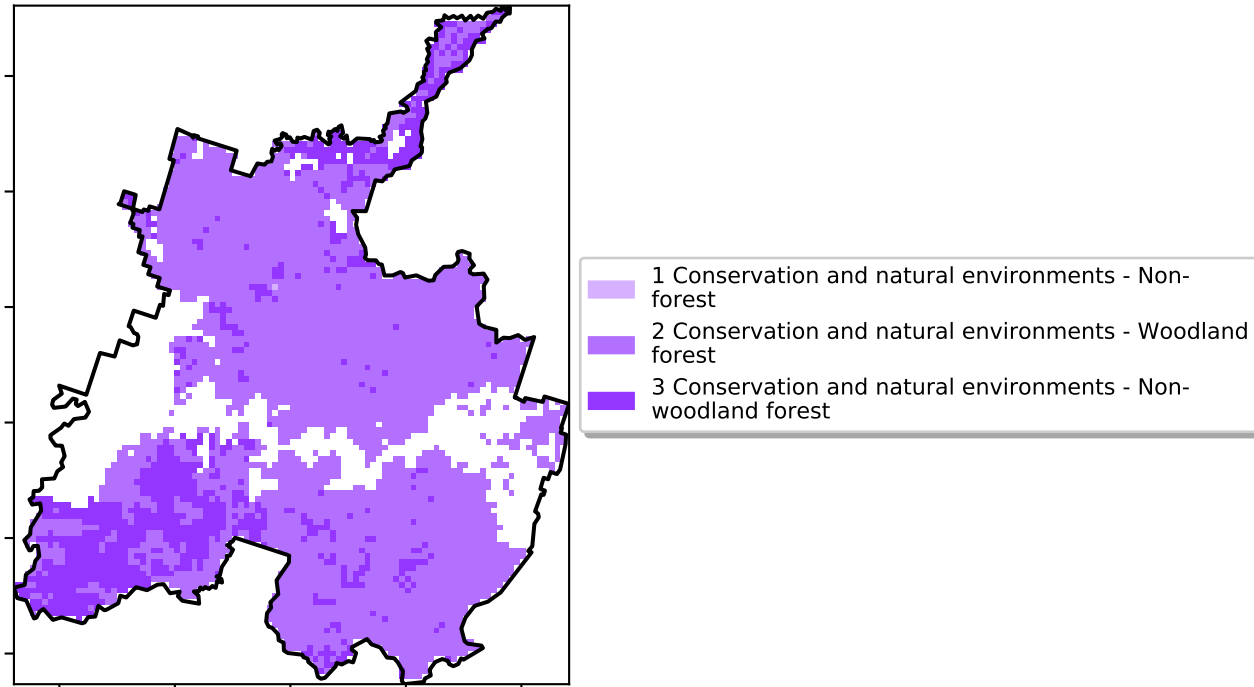 1 Conservation and natural environments - Non-
forest
2 Conservation and natural environments - Woodland
forest
3 Conservation and natural environments - Non-
woodland forest